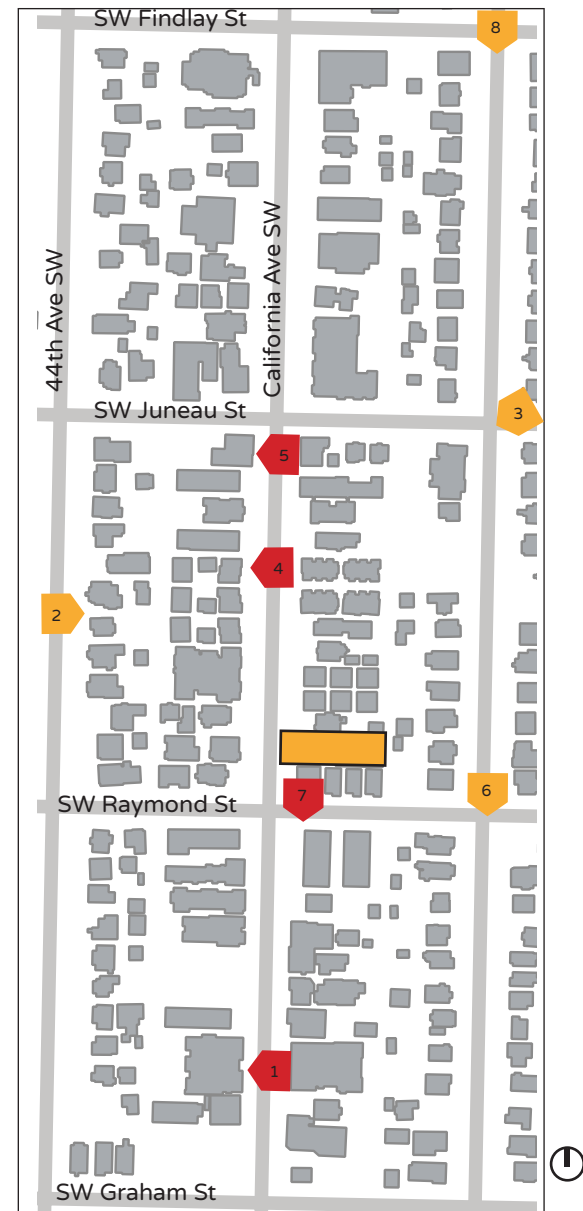 SW Findlay St
8
44th Ave SW
California Ave SW
SW Juneau St
3
5
4
2
SW Raymond St
7
6
1
SW Graham St